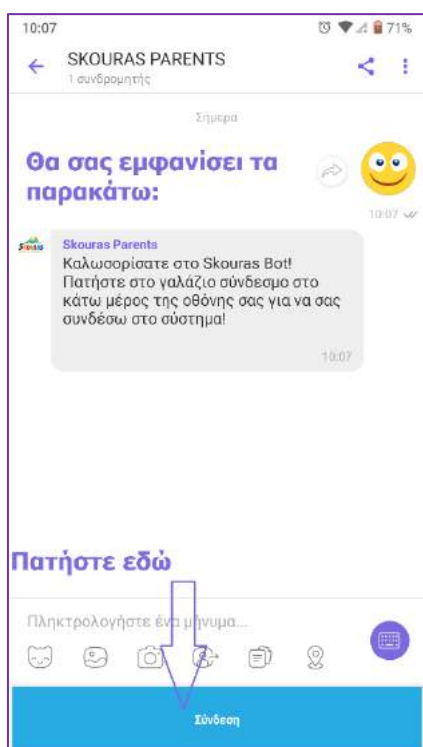 10:07
71%
SKOURAS PARENTS
1 συνδρομητής
Σήμερα
Θα σας εμφανίσει τα
παρακάτω:
10:07
Skouras Parents
Καλωσορίσατε στο Skouras Bot!
Πατήστε στο γαλάζιο σύνδεσμο στο
κάτω μέρος της οθόνης σας για να σας
συνδέσω στο σύστημα!
10:07
Πατήστε εδώ
Πληκτρολογήστε ένα μήνυμα...
Σύνδεση